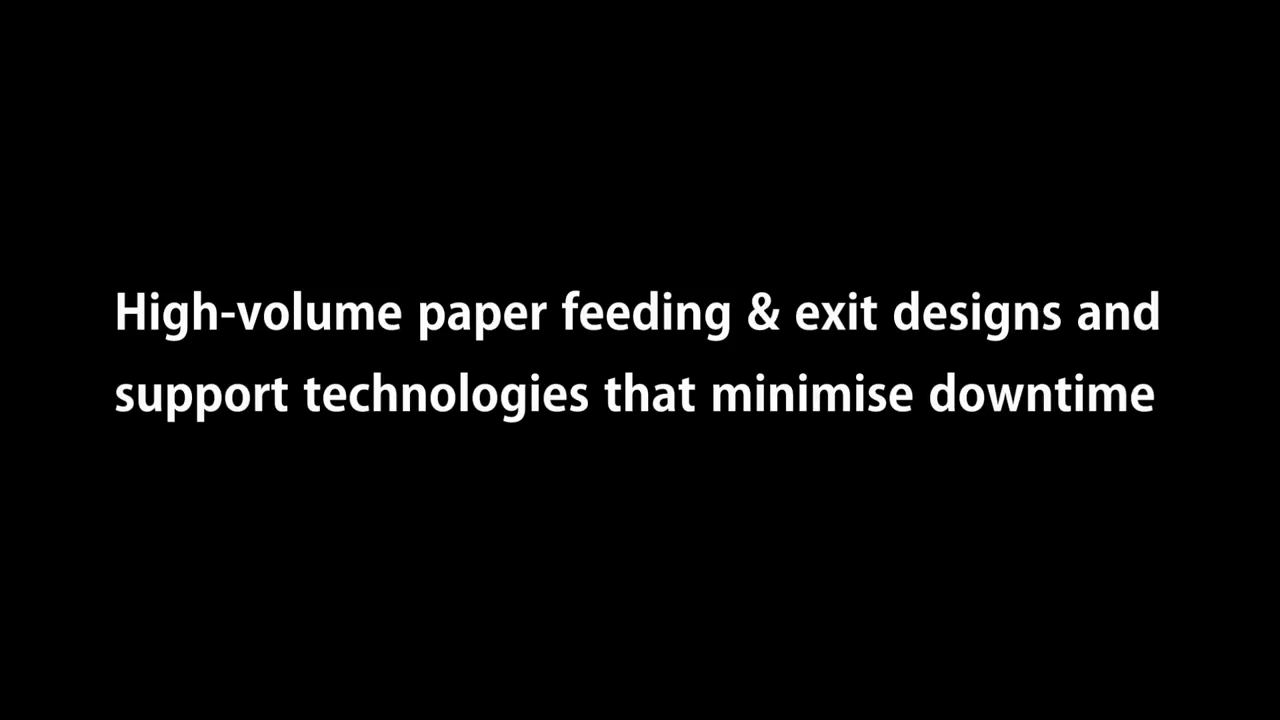 High-volume paper feeding & exit designs and
support technologies that minimise downtime